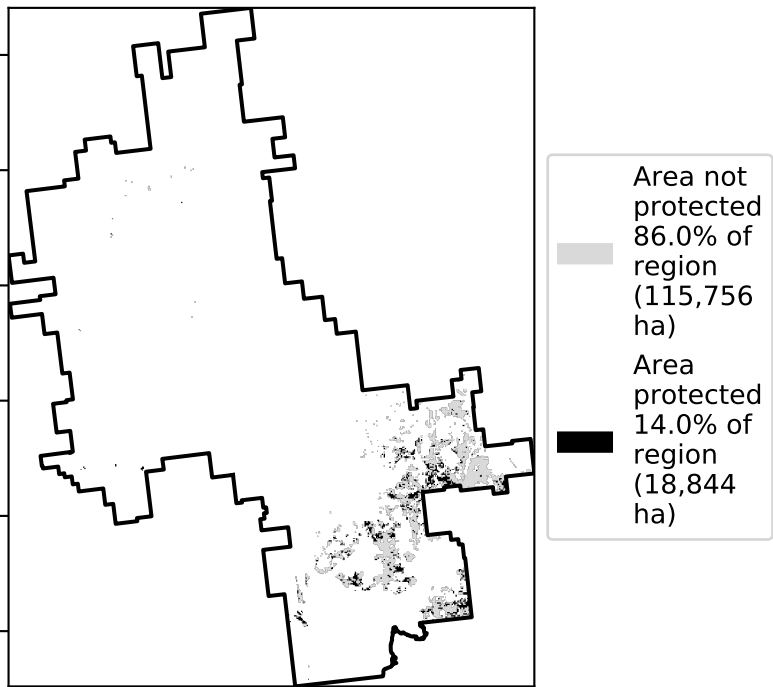 Area not
protected
86.0% of
region
(115,756
ha)
Area
protected
14.0% of
region
(18,844
ha)